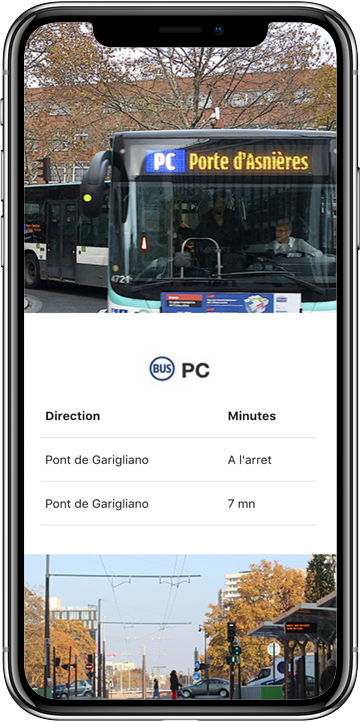 PC Porte d'Asnières
4721
BUS PC
Direction Minutes
Pont de Garigliano A l'arret
Pont de Garigliano 7 mn